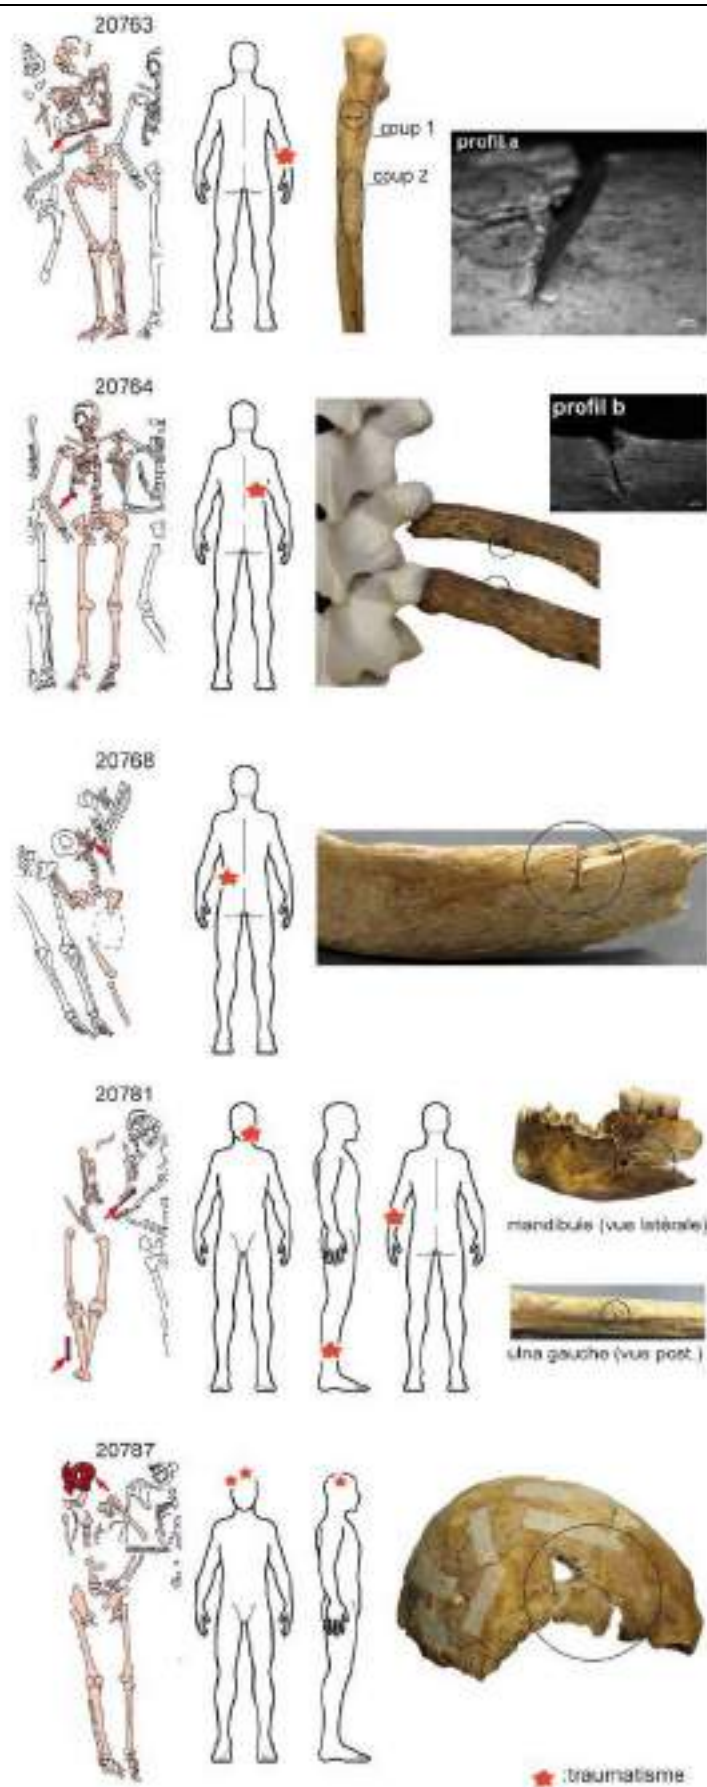 20763
coup 1
coup 2
profil a
20764
profil b
20768
20781
mandibule (vue latérale)
ulna gauche (vue post.)
20787
:traumatisme